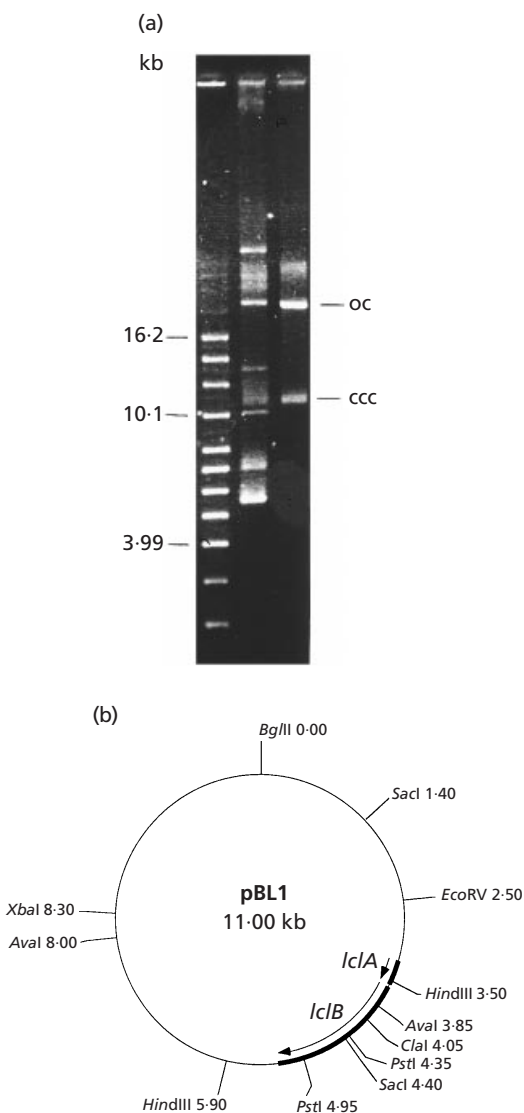 (a)
kb
16·2
10·1
3·99
oc
ccc
(b)
BglII 0·00
SacI 1·40
EcoRV 2·50
HindIII 3·50
AvaI 3·85
ClaI 4·05
PstI 4·35
SacI 4·40
PstI 4·95
HindIII 5·90
AvaI 8·00
XbaI 8·30
pBL1
11·00 kb
lclA
lclB